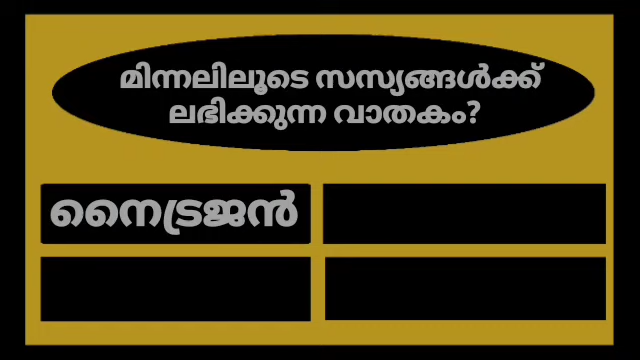 മിന്നലിലൂടെ സസ്യങ്ങൾക്ക്
ലഭിക്കുന്ന വാതകം?
നൈട്രജൻ